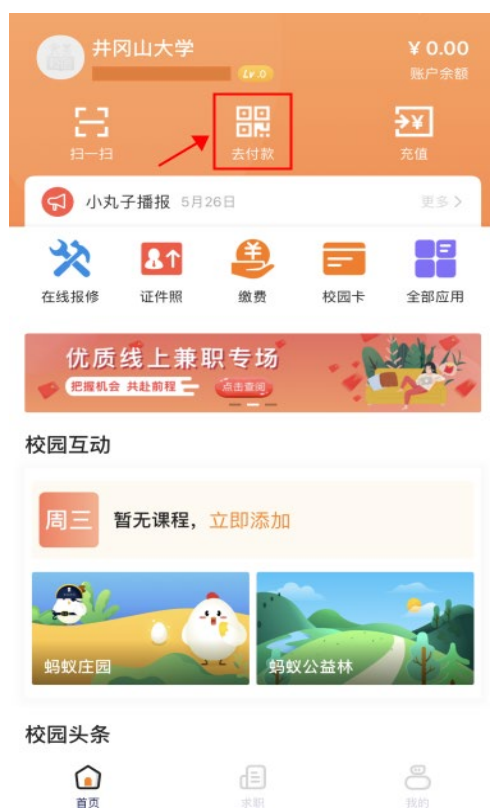 井冈山大学
¥ 0.00
Lv.0
账户余额
扫一扫
去付款
充值
小丸子播报 5月26日 更多 >
在线报修 证件照 缴费 校园卡 全部应用
优质线上兼职专场
把握机会 共赴前程 点击查阅
校园互动
周三 暂无课程，立即添加
蚂蚁庄园 蚂蚁公益林
校园头条
首页 求职 我的